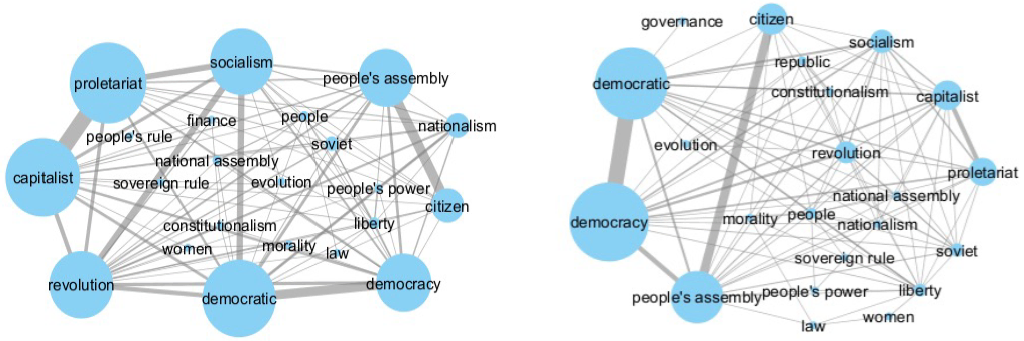 socialism
proletariat
people's assembly
finance
people
nationalism
people's rule
soviet
national assembly
capitalist
sovereign rule
evolution
people's power
citizen
constitutionalism
liberty
women
morality
law
revolution
democratic
democracy
governance
citizen
socialism
republic
democratic
constitutionalism
capitalist
evolution
revolution
proletariat
national assembly
democracy
morality
people
nationalism
soviet
sovereign rule
people's assembly
people's power
liberty
law
women